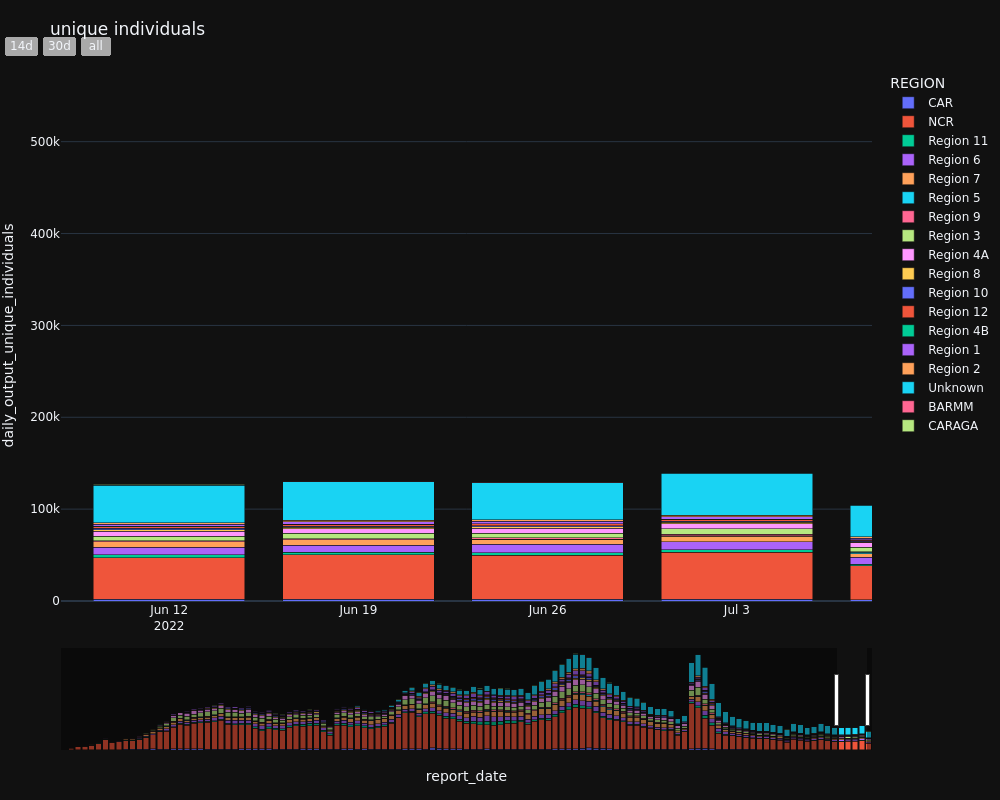 unique individuals
14d 30d all
REGION
CAR
NCR
Region 11
Region 6
Region 7
Region 5
Region 9
Region 3
Region 4A
Region 8
Region 10
Region 12
Region 4B
Region 1
Region 2
Unknown
BARMM
CARAGA
daily_output_unique_individuals
500k
400k
300k
200k
100k
0
Jun 12 Jun 19 Jun 26 Jul 3
2022
report_date